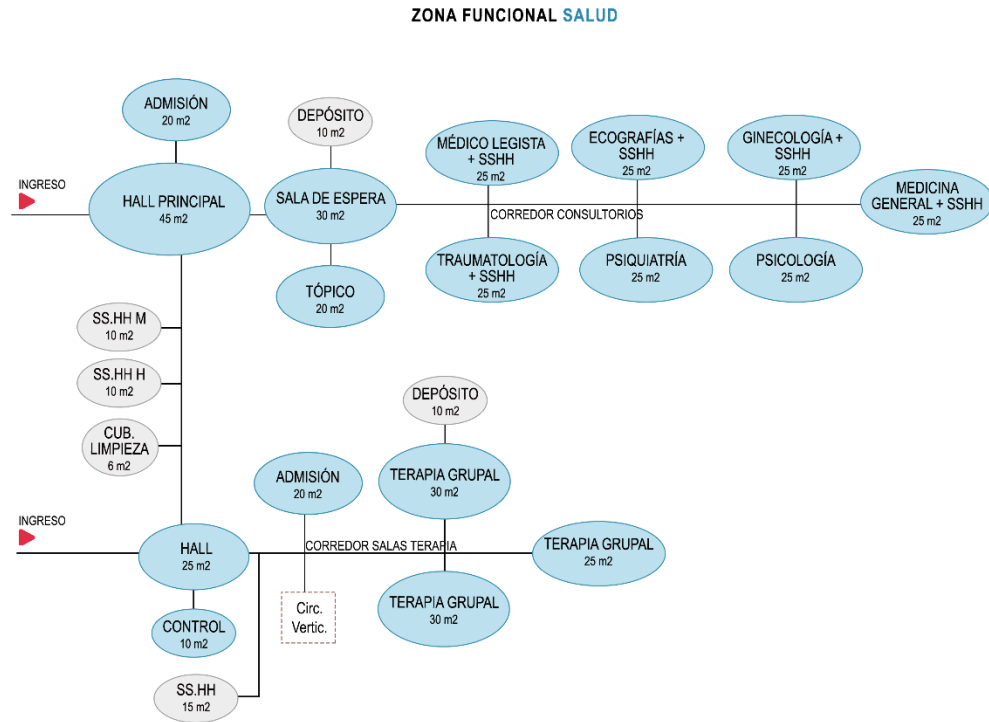 ZONA FUNCIONAL SALUD
ADMISIÓN
20 m2
DEPÓSITO
10 m2
MÉDICO LEGISTA
+ SSHH
25 m2
ECOGRAFÍAS +
SSHH
25 m2
GINECOLOGÍA +
SSHH
25 m2
INGRESO
HALL PRINCIPAL
45 m2
SALA DE ESPERA
30 m2
CORREDOR CONSULTORIOS
MEDICINA
GENERAL + SSHH
25 m2
TÓPICO
20 m2
TRAUMATOLOGÍA
+ SSHH
25 m2
PSIQUIATRÍA
25 m2
PSICOLOGÍA
25 m2
SS.HH M
10 m2
SS.HH H
10 m2
CUB.
LIMPIEZA
6 m2
DEPÓSITO
10 m2
ADMISIÓN
20 m2
TERAPIA GRUPAL
30 m2
INGRESO
HALL
25 m2
CORREDOR SALAS TERAPIA
TERAPIA GRUPAL
25 m2
Circ.
Vertic.
TERAPIA GRUPAL
30 m2
CONTROL
10 m2
SS.HH
15 m2